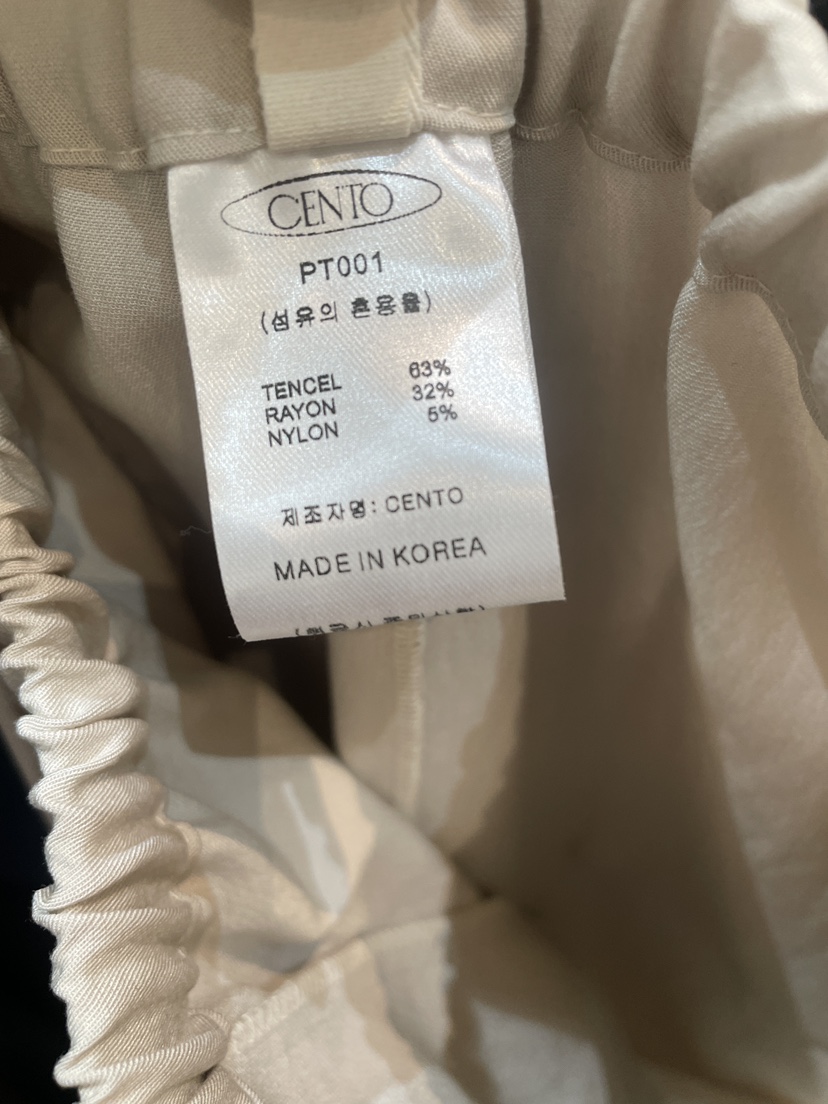 CENTO
PT001
(섬유의 혼용율)
TENCEL 63%
RAYON 32%
NYLON 5%
제조자명: CENTO
MADE IN KOREA